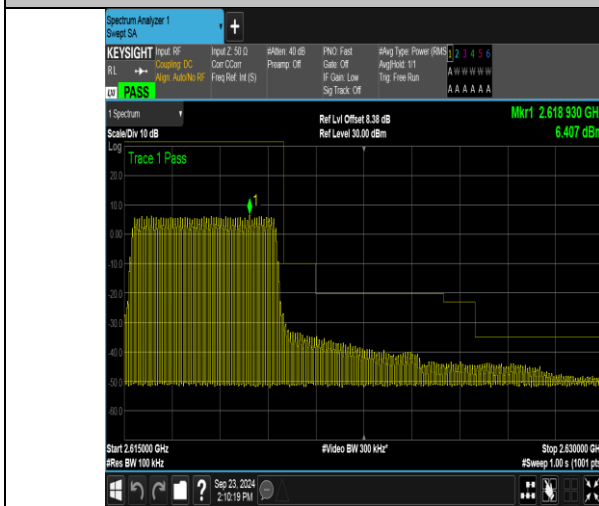 Spectrum Analyzer 1
Swept SA
KEYSIGHT Input: RF Input Z: 50 Ω #Atten: 40 dB PNO: Fast #Avg Type: Power (RMS 1 2 3 4 5 6
RL Coupling: DC Corr CCorr Preamp: Off Gate: Off Avg|Hold: 1/1 A W W W W W
Align: Auto/No RF Freq Ref: Int (S) IF Gain: Low Trig: Free Run
LXI PASS Sig Track: Off A A A A A A
1 Spectrum Ref Lvl Offset 8.38 dB Mkr1 2.618 930 GH
Scale/Div 10 dB Ref Level 30.00 dBm 6.407 dBm
Log
Trace 1 Pass
20.0
10.0
1
0.00
-10.0
-20.0
-30.0
-40.0
-50.0
-60.0
Start 2.615000 GHz #Video BW 300 kHz* Stop 2.630000 GH
#Res BW 100 kHz #Sweep 1.00 s (1001 pts
? Sep 23, 2024
2:10:19 PM